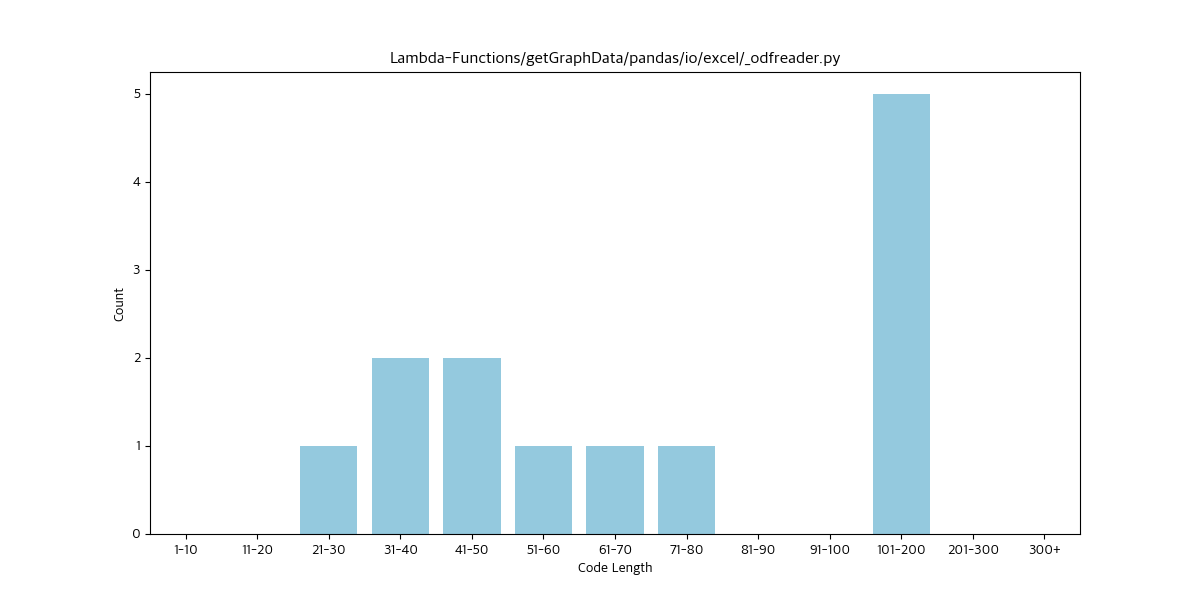 Lambda-Functions/getGraphData/pandas/io/excel/_odfreader.py
5
4
3
2
1
0
Count
1-10 11-20 21-30 31-40 41-50 51-60 61-70 71-80 81-90 91-100 101-200 201-300 300+
Code Length